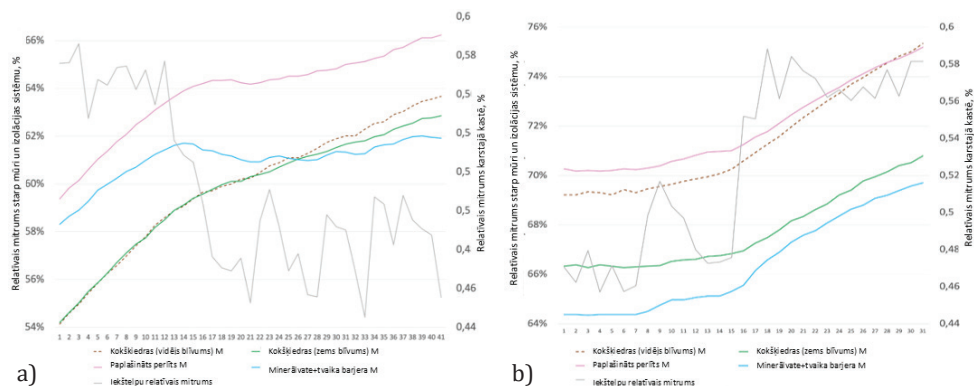 0,6
66%
0,58
64%
0,5
0,5
62%
0,5
60%
0,5
58%
0,4
56%
0,46
54%
0,44
Relatīvais mitrums starp mūri un izolācijas sistēmu, %
Relatīvais mitrums karstajā kastē, %
1 2 3 4 5 6 7 8 9 10 11 12 13 14 15 16 17 18 19 20 21 22 23 24 25 26 27 28 29 30 31 32 33 34 35 36 37 38 39 40 41
a)
Kokšķiedras (vidējs blīvums) M
Kokšķiedras (zems blīvums) M
Paplašināts perlīts M
Minerālvate+tvaika barjera M
Iekštelpu relatīvais mitrums
76%
0,6
74%
0,58
0,56
72%
0,54
70%
0,52
0,5
68%
0,48
66%
0,46
64%
0,44
Relatīvais mitrums starp mūri un izolācijas sistēmu, %
Relatīvais mitrums karstajā kastē, %
1 2 3 4 5 6 7 8 9 10 11 12 13 14 15 16 17 18 19 20 21 22 23 24 25 26 27 28 29 30 31
b)
Kokšķiedras (vidējs blīvums) M
Kokšķiedras (zems blīvums) M
Paplašināts perlīts M
Minerālvate+tvaika barjera M
Iekštelpu relatīvais mitrums